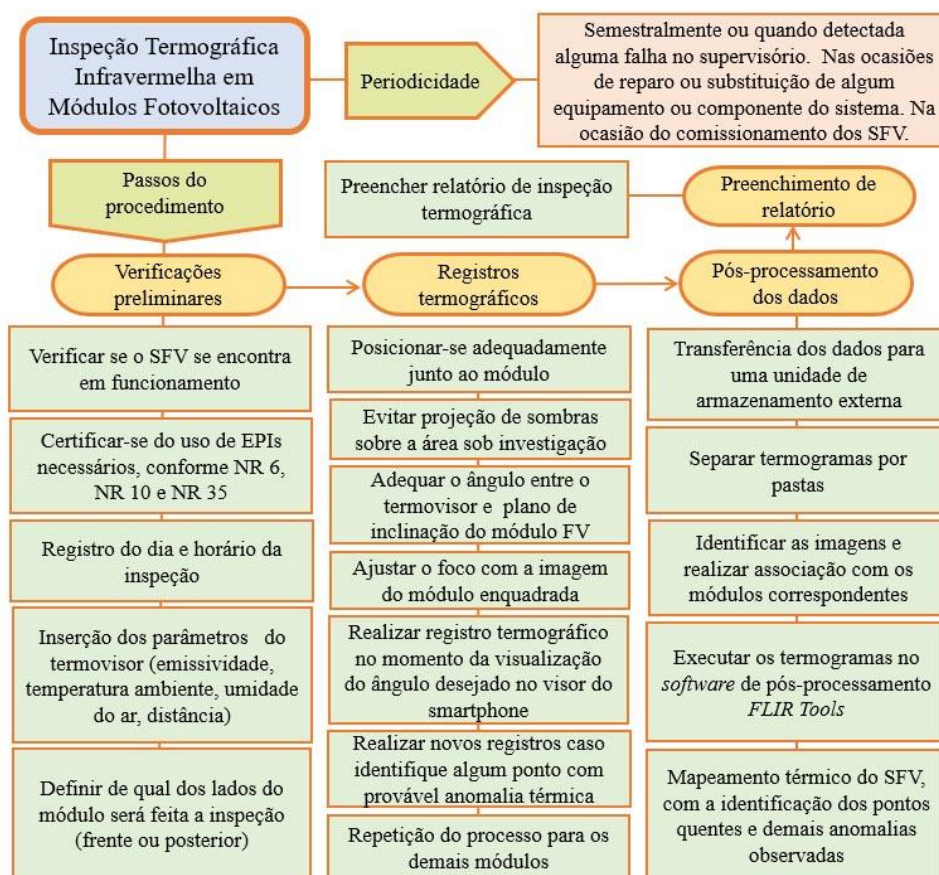 Inspeção Termográfica
Infravermelha em
Módulos Fotovoltaicos
Periodicidade
Semestralmente ou quando detectada
alguma falha no supervisório. Nas ocasiões
de reparo ou substituição de algum
equipamento ou componente do sistema. Na
ocasião do comissionamento dos SFV.
Passos do
procedimento
Preencher relatório de inspeção
termográfica
Preenchimento de
relatório
Verificações
preliminares
Registros
termográficos
Pós-processamento
dos dados
Verificar se o SFV se encontra
em funcionamento
Certificar-se do uso de EPIs
necessários, conforme NR 6,
NR 10 e NR 35
Registro do dia e horário da
inspeção
Inserção dos parâmetros do
termovisor (emissividade,
temperatura ambiente, umidade
do ar, distância)
Definir de qual dos lados do
módulo será feita a inspeção
(frente ou posterior)
Posicionar-se adequadamente
junto ao módulo
Evitar projeção de sombras
sobre a área sob investigação
Adequar o ângulo entre o
termovisor e plano de
inclinação do módulo FV
Ajustar o foco com a imagem
do módulo enquadrada
Realizar registro termográfico
no momento da visualização
do ângulo desejado no visor do
smartphone
Realizar novos registros caso
identifique algum ponto com
provável anomalia térmica
Repetição do processo para os
demais módulos
Transferência dos dados para
uma unidade de
armazenamento externa
Separar termogramas por
pastas
Identificar as imagens e
realizar associação com os
módulos correspondentes
Executar os termogramas no
software de pós-processamento
FLIR Tools
Mapeamento térmico do SFV,
com a identificação dos pontos
quentes e demais anomalias
observadas